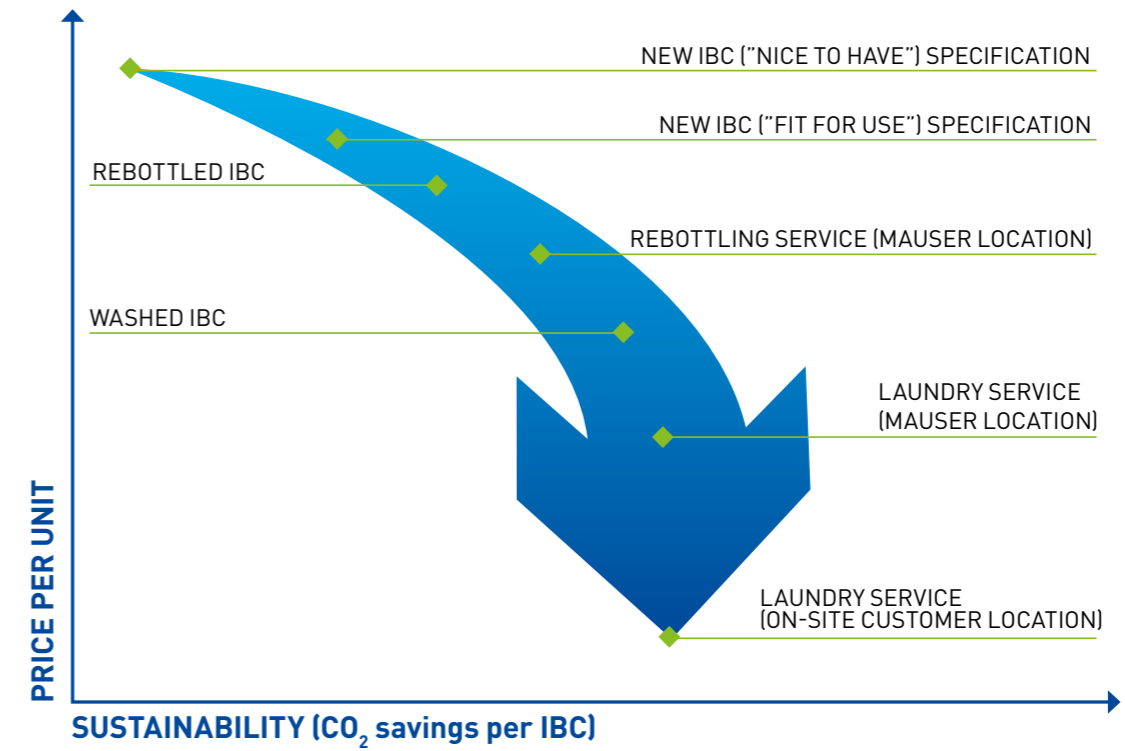 NEW IBC (”NICE TO HAVE”) SPECIFICATION
NEW IBC (”FIT FOR USE”) SPECIFICATION
REBOTTLED IBC
REBOTTLING SERVICE (MAUSER LOCATION)
WASHED IBC
LAUNDRY SERVICE
(MAUSER LOCATION)
LAUNDRY SERVICE
(ON-SITE CUSTOMER LOCATION)
PRICE PER UNIT
SUSTAINABILITY (CO₂ savings per IBC)